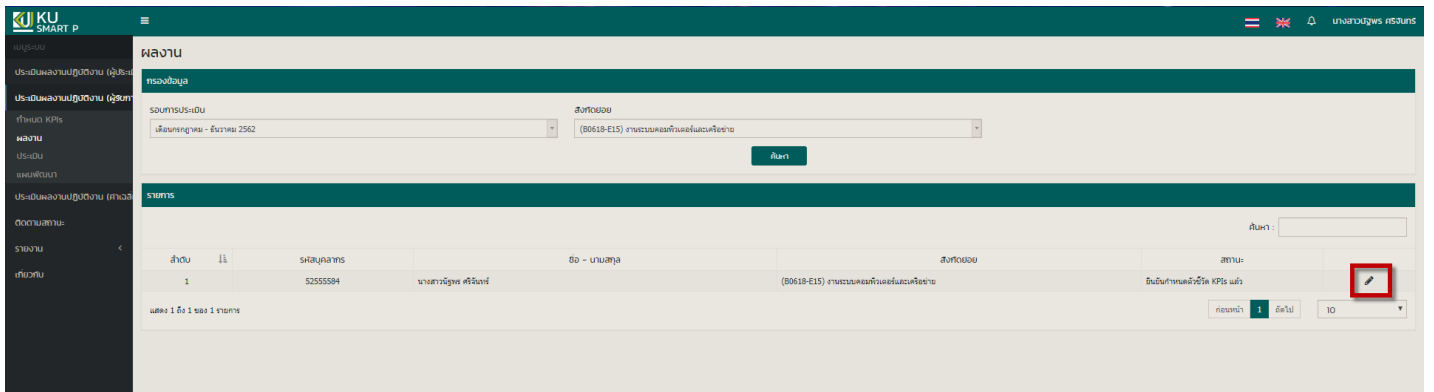 KU
SMART P
นางสาวนัฐพร ศรีจันทร์
เมนูระบบ
ประเมินผลงานปฏิบัติงาน (ผู้ประเมิ
ประเมินผลงานปฏิบัติงาน (ผู้รับกา
กำหนด KPIs
ผลงาน
ประเมิน
แผนพัฒนา
ประเมินผลงานปฏิบัติงาน (ค่าเฉลี่
ติดตามสถานะ
รายงาน
เกี่ยวกับ
ผลงาน
กรองข้อมูล
รอบการประเมิน
สังกัดย่อย
เดือนกรกฎาคม - ธันวาคม 2562
(B0618-E15) งานระบบคอมพิวเตอร์และเครือข่าย
ค้นหา
รายการ
ค้นหา :
ลำดับ รหัสบุคลากร ชื่อ - นามสกุล สังกัดย่อย สถานะ
1 52555584 นางสาวนัฐพร ศรีจันทร์ (B0618-E15) งานระบบคอมพิวเตอร์และเครือข่าย ยืนยันกำหนดตัวชี้วัด KPIs แล้ว
แสดง 1 ถึง 1 ของ 1 รายการ
ก่อนหน้า 1 ถัดไป 10